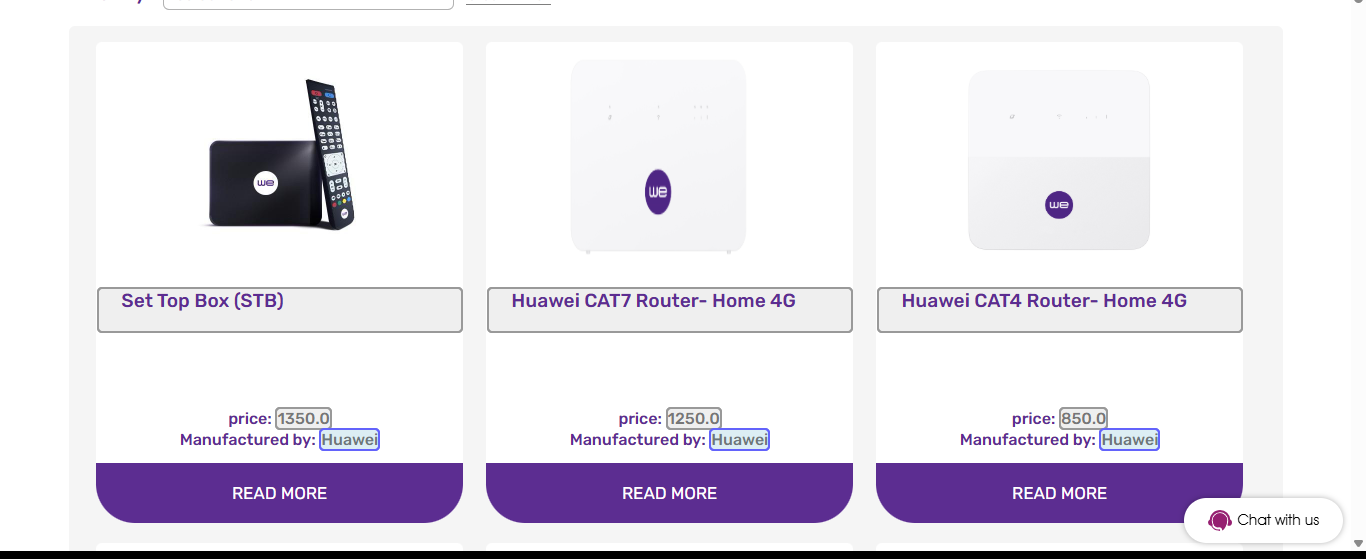 we
we
we
Set Top Box (STB)
Huawei CAT7 Router- Home 4G
Huawei CAT4 Router- Home 4G
price: 1350.0
Manufactured by: Huawei
price: 1250.0
Manufactured by: Huawei
price: 850.0
Manufactured by: Huawei
READ MORE
READ MORE
READ MORE
Chat with us